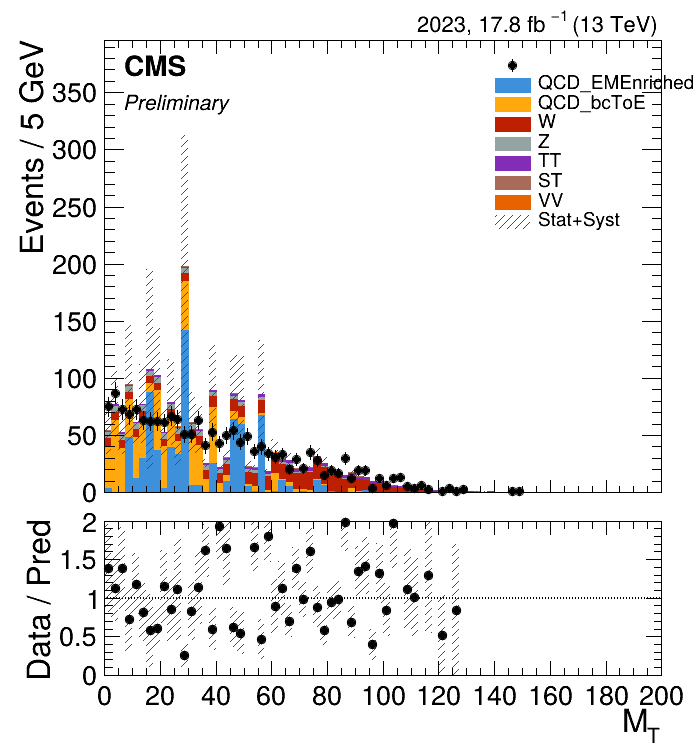 2023, 17.8 fb⁻¹ (13 TeV)
CMS
Preliminary
QCD_EMEnriched
QCD_bcToE
W
Z
TT
ST
VV
Stat+Syst
Events / 5 GeV
350
300
250
200
150
100
50
0
Data / Pred
2
1.5
1
0.5
0
0 20 40 60 80 100 120 140 160 180 200
M_T